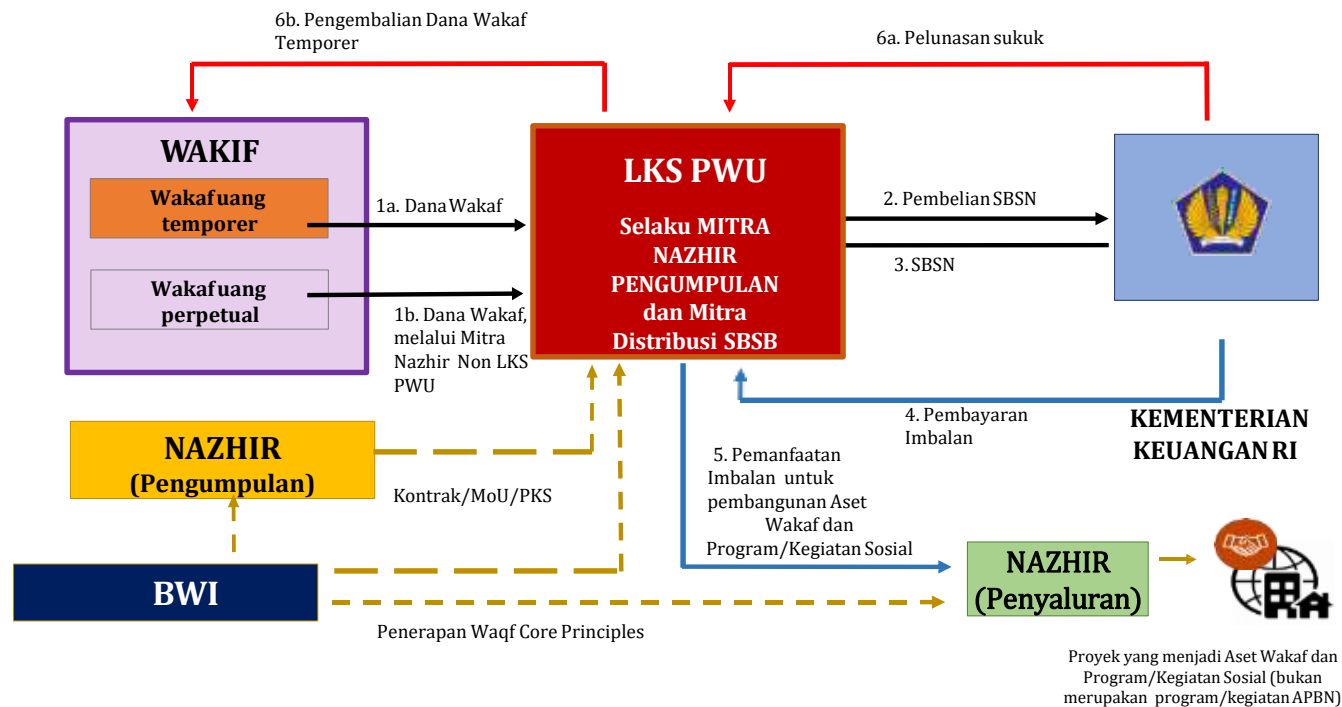 6b. Pengembalian Dana Wakaf
Temporer
6a. Pelunasan sukuk
WAKIF
Wakaf uang
temporer
Wakaf uang
perpetual
1a. Dana Wakaf
1b. Dana Wakaf,
melalui Mitra
Nazhir Non LKS
PWU
LKS PWU
Selaku MITRA
NAZHIR
PENGUMPULAN
dan Mitra
Distribusi SBSB
2. Pembelian SBSN
3. SBSN
4. Pembayaran
Imbalan
KEMENTERIAN
KEUANGAN RI
NAZHIR
(Pengumpulan)
Kontrak/MoU/PKS
5. Pemanfaatan
Imbalan untuk
pembangunan Aset
Wakaf dan
Program/Kegiatan Sosial
BWI
Penerapan Waqf Core Principles
NAZHIR
(Penyaluran)
Proyek yang menjadi Aset Wakaf dan
Program/Kegiatan Sosial (bukan
merupakan program/kegiatan APBN)